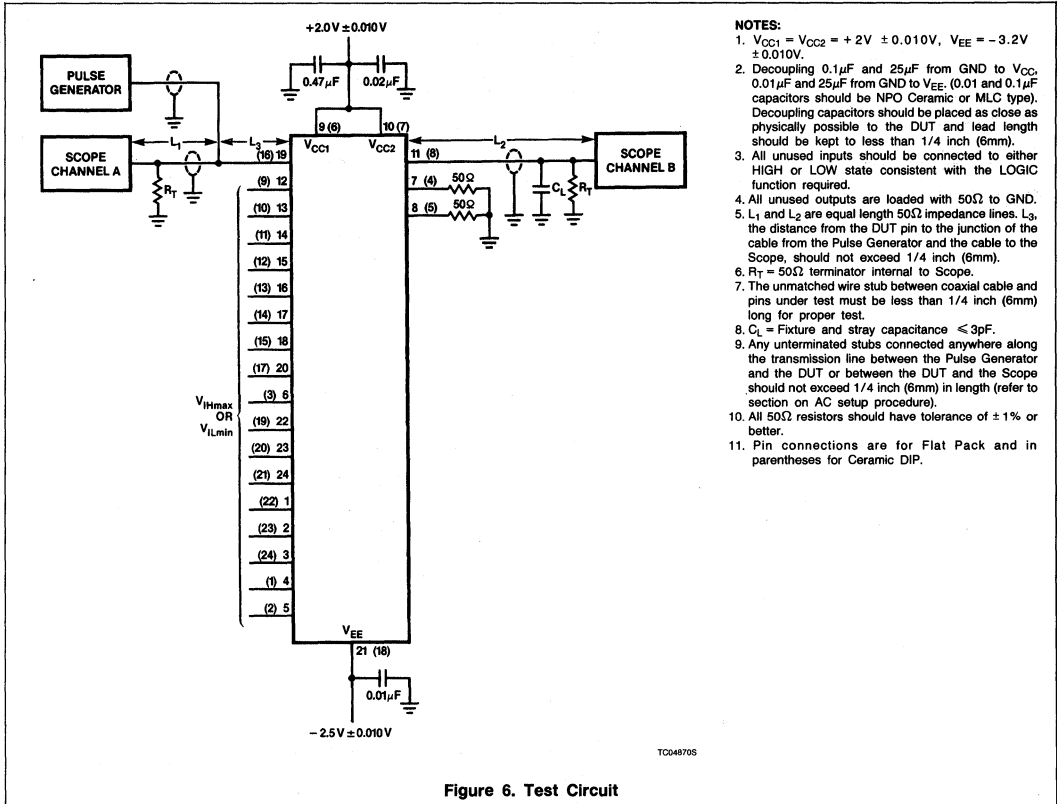 +2.0V ±0.010V
0.47μF
0.02μF
PULSE
GENERATOR
SCOPE
CHANNEL A
L1
L3
RT
9 (6)
10 (7)
VCC1
VCC2
(16) 19
11 (8)
L2
SCOPE
CHANNEL B
CL
RT
7 (4)
50Ω
8 (5)
50Ω
(9) 12
(10) 13
(11) 14
(12) 15
(13) 16
(14) 17
(15) 18
(17) 20
(3) 6
(19) 22
(20) 23
(21) 24
(22) 1
(23) 2
(24) 3
(1) 4
(2) 5
VIHmax
OR
VILmin
VEE
21 (18)
0.01μF
−2.5V ±0.010V
TC04870S
NOTES:
1. VCC1 = VCC2 = +2V ±0.010V, VEE = −3.2V
±0.010V.
2. Decoupling 0.1μF and 25μF from GND to VCC,
0.01μF and 25μF from GND to VEE. (0.01 and 0.1μF
capacitors should be NPO Ceramic or MLC type).
Decoupling capacitors should be placed as close as
physically possible to the DUT and lead length
should be kept to less than 1/4 inch (6mm).
3. All unused inputs should be connected to either
HIGH or LOW state consistent with the LOGIC
function required.
4. All unused outputs are loaded with 50Ω to GND.
5. L1 and L2 are equal length 50Ω impedance lines. L3,
the distance from the DUT pin to the junction of the
cable from the Pulse Generator and the cable to the
Scope, should not exceed 1/4 inch (6mm).
6. RT = 50Ω terminator internal to Scope.
7. The unmatched wire stub between coaxial cable and
pins under test must be less than 1/4 inch (6mm)
long for proper test.
8. CL = Fixture and stray capacitance ⩽ 3pF.
9. Any unterminated stubs connected anywhere along
the transmission line between the Pulse Generator
and the DUT or between the DUT and the Scope
should not exceed 1/4 inch (6mm) in length (refer to
section on AC setup procedure).
10. All 50Ω resistors should have tolerance of ±1% or
better.
11. Pin connections are for Flat Pack and in
parentheses for Ceramic DIP.
Figure 6. Test Circuit